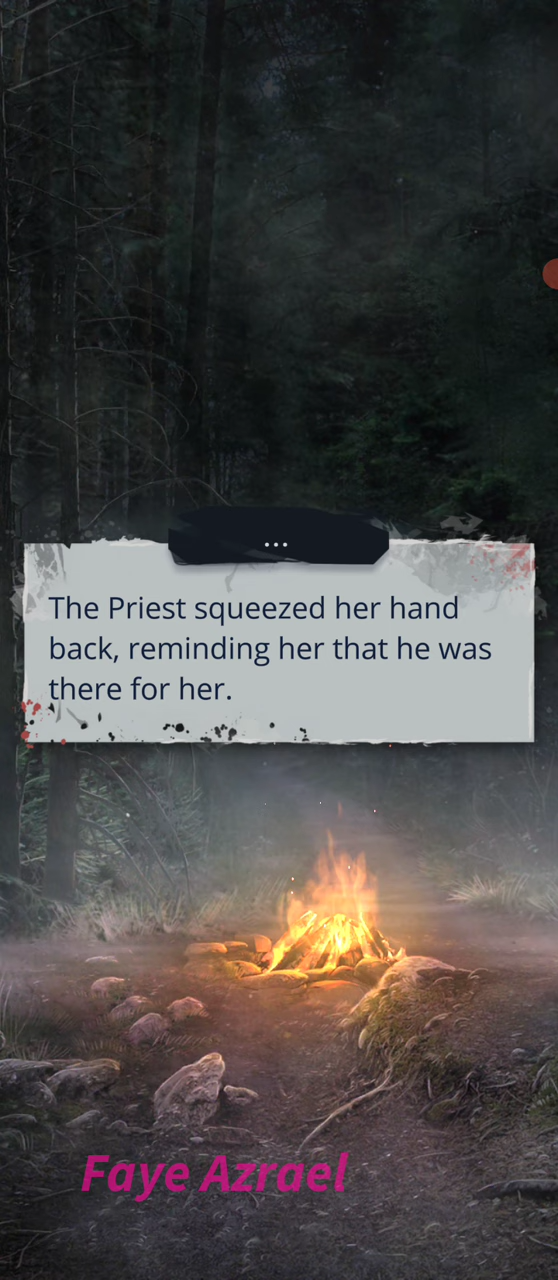 ...
The Priest squeezed her hand
back, reminding her that he was
there for her.
Faye Azrael